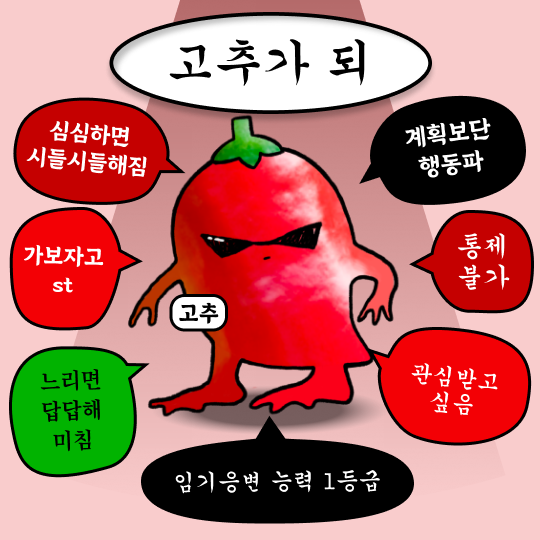 고추가 되
심심하면
시들시들해짐
계획보단
행동파
가보자고
st
통제
불가
고추
느리면
답답해
미침
관심받고
싶음
임기응변 능력 1등급